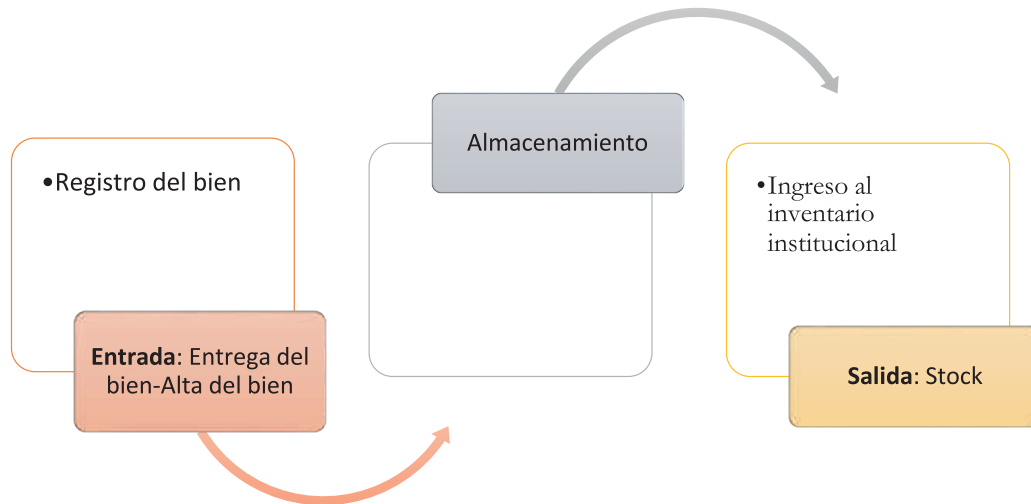 •Registro del bien
Entrada: Entrega del
bien-Alta del bien
Almacenamiento
•Ingreso al
inventario
institucional
Salida: Stock